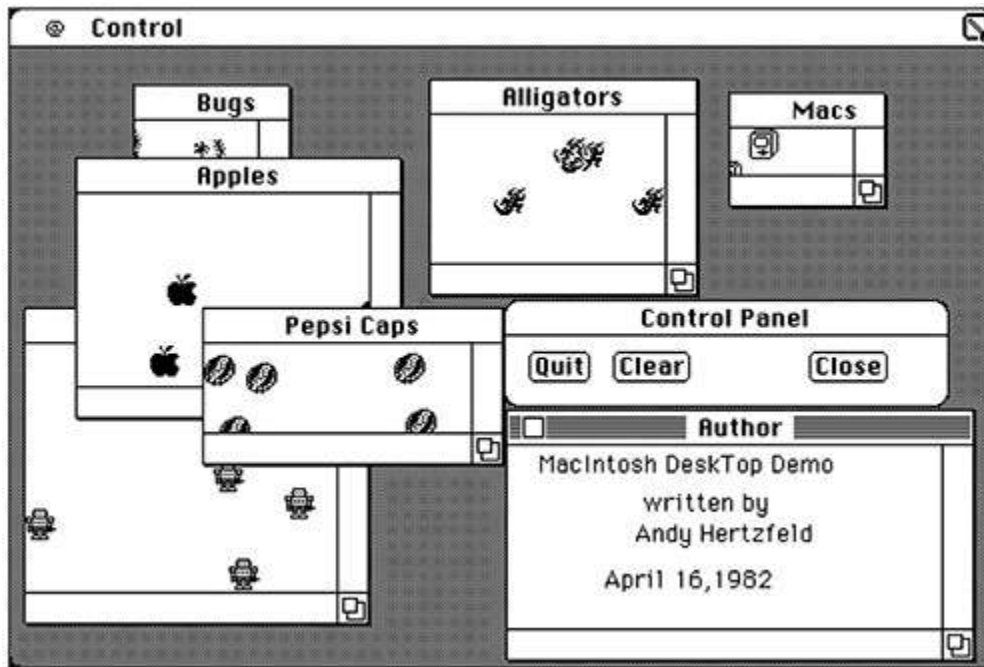 Control
Bugs
Alligators
Macs
Apples
Pepsi Caps
Control Panel
Quit Clear Close
Author
MacIntosh DeskTop Demo
written by
Andy Hertzfeld
April 16,1982